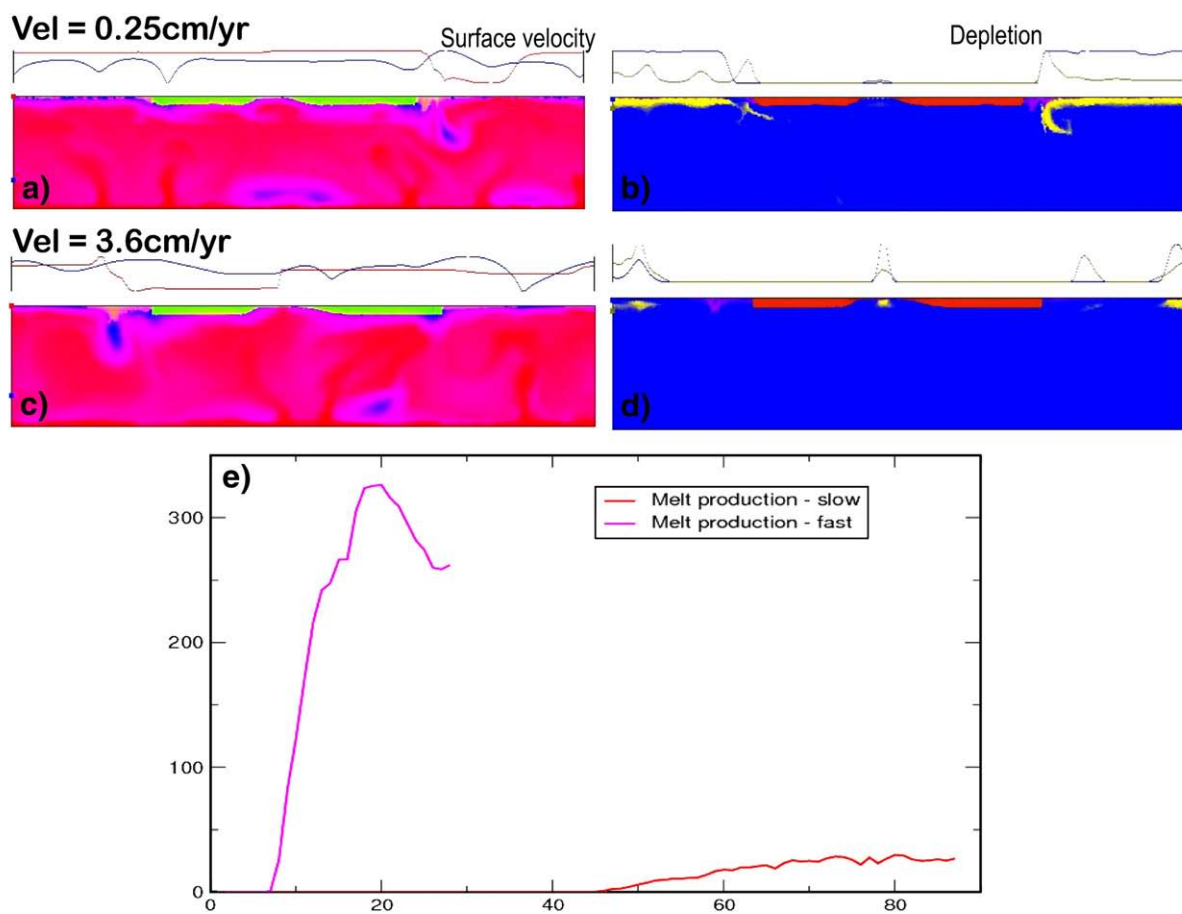 Vel = 0.25cm/yr
Surface velocity
Depletion
a)
b)
Vel = 3.6cm/yr
c)
d)
e)
Melt production - slow
Melt production - fast
300
200
100
0
0 20 40 60 80